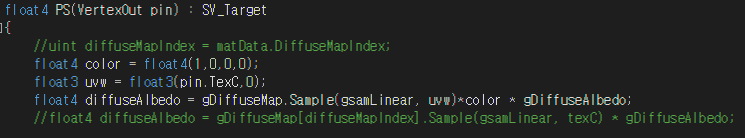 float4 PS(VertexOut pin) : SV_Target
{
//uint diffuseMapIndex = matData.DiffuseMapIndex;
float4 color = float4(1,0,0,0);
float3 uvw = float3(pin.TexC,0);
float4 diffuseAlbedo = gDiffuseMap.Sample(gsamLinear, uvw)*color * gDiffuseAlbedo;
//float4 diffuseAlbedo = gDiffuseMap[diffuseMapIndex].Sample(gsamLinear, texC) * gDiffuseAlbedo;